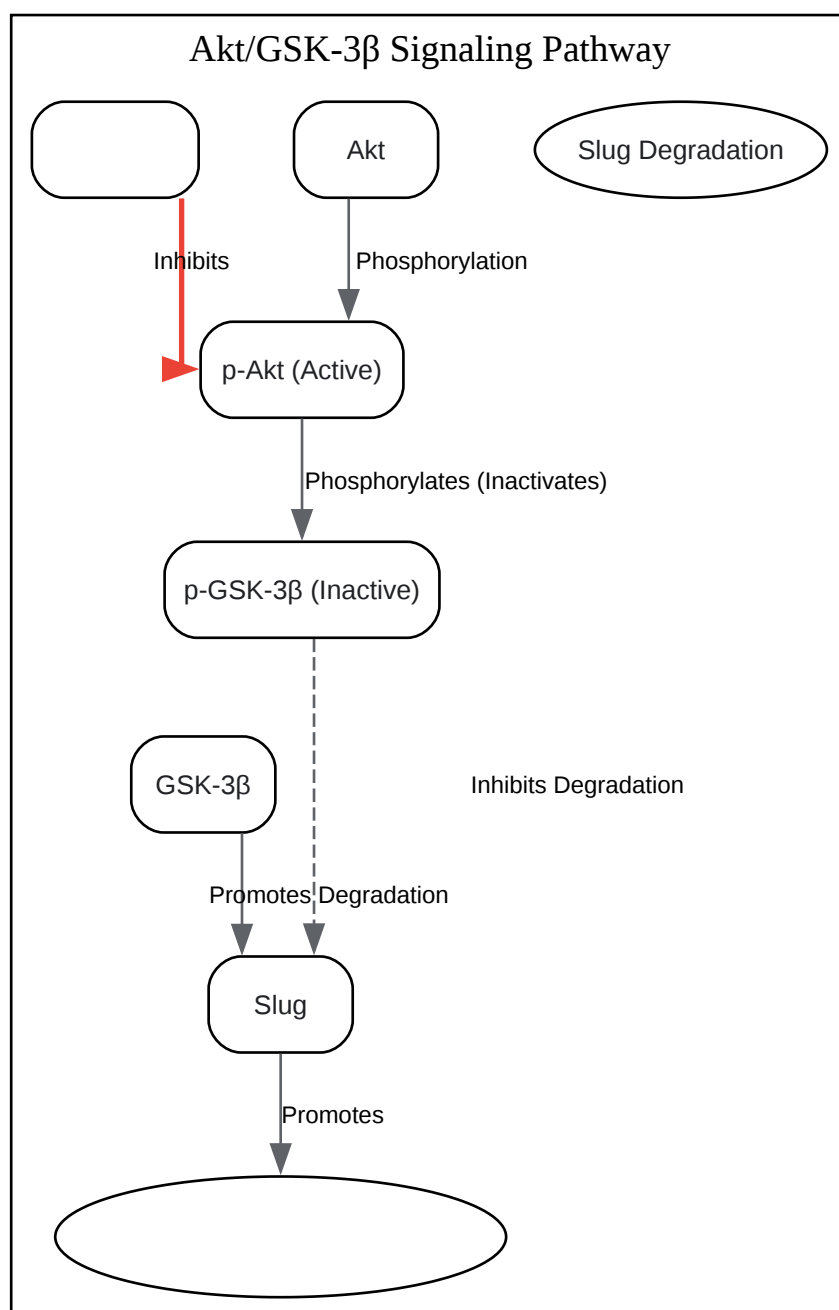 Akt/GSK-3β Signaling Pathway
Akt
Slug Degradation
Inhibits
Phosphorylation
p-Akt (Active)
Phosphorylates (Inactivates)
p-GSK-3β (Inactive)
GSK-3β
Inhibits Degradation
Promotes Degradation
Slug
Promotes